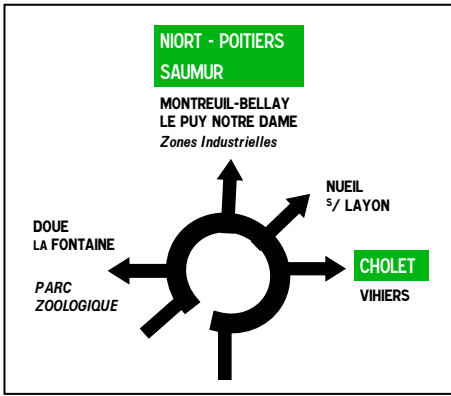 NIORT - POITIERS
SAUMUR
MONTREUIL-BELLAY
LE PUY NOTRE DAME
Zones Industrielles
NUEIL
S/ LAYON
DOUE
LA FONTAINE
PARC
ZOOLOGIQUE
CHOLET
VIHIERS